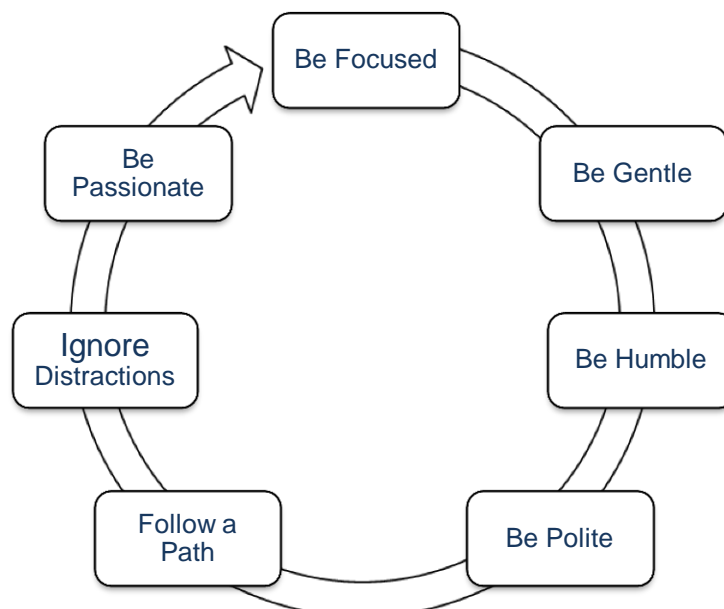 Be Focused
Be Gentle
Be Humble
Be Polite
Follow a
Path
Ignore
Distractions
Be
Passionate